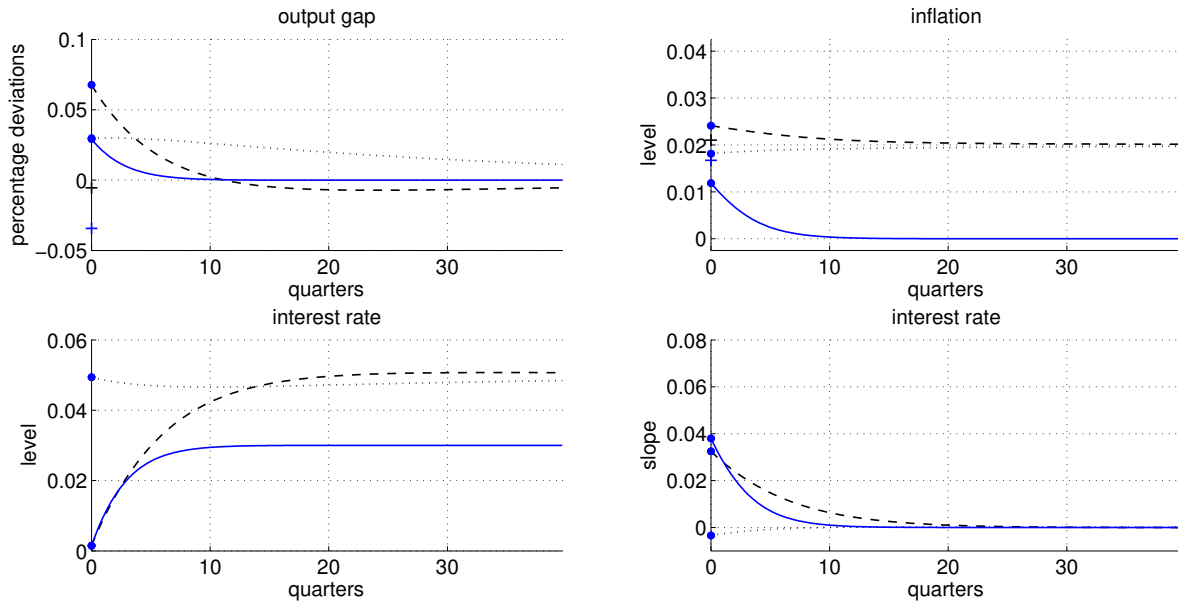 output gap
0.1
0.05
0
−0.05
percentage deviations
0 10 20 30
quarters
inflation
0.04
0.03
0.02
0.01
0
level
0 10 20 30
quarters
interest rate
0.06
0.04
0.02
0
level
0 10 20 30
quarters
interest rate
0.08
0.06
0.04
0.02
0
slope
0 10 20 30
quarters